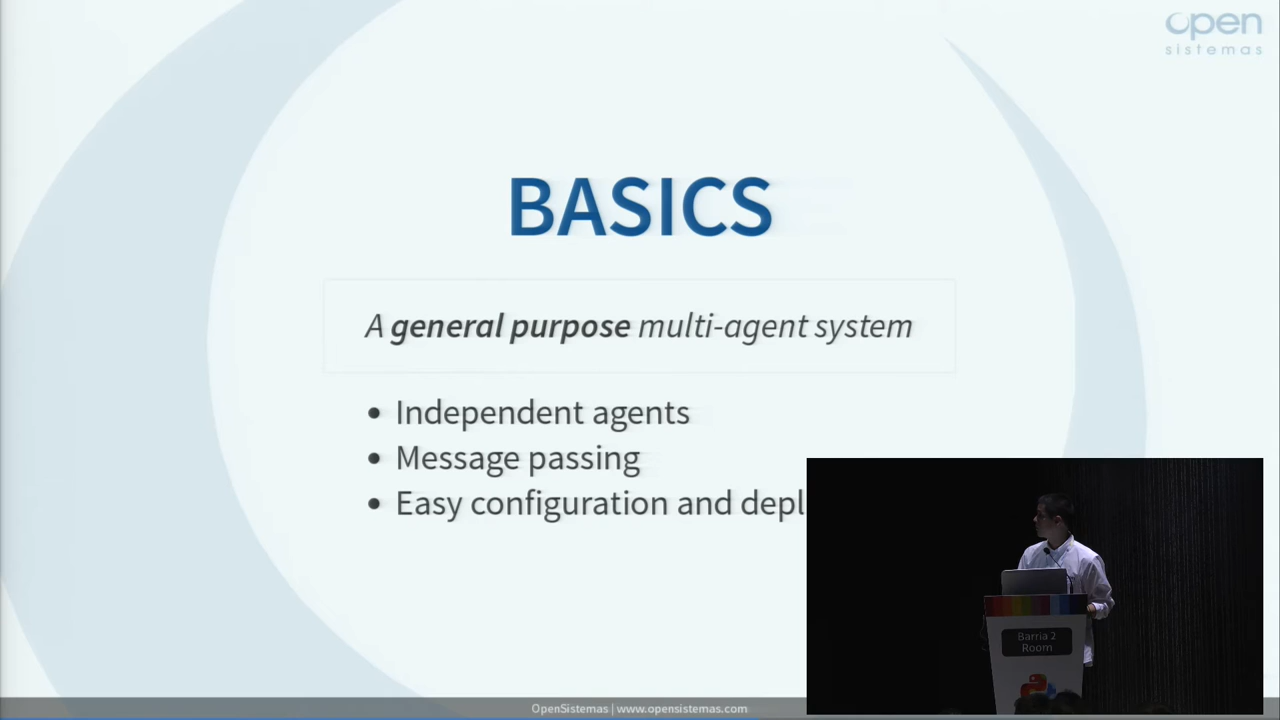 open
sistemas
BASICS
A general purpose multi-agent system
• Independent agents
• Message passing
• Easy configuration and depl
Barria 2
Room
OpenSistemas | www.opensistemas.com